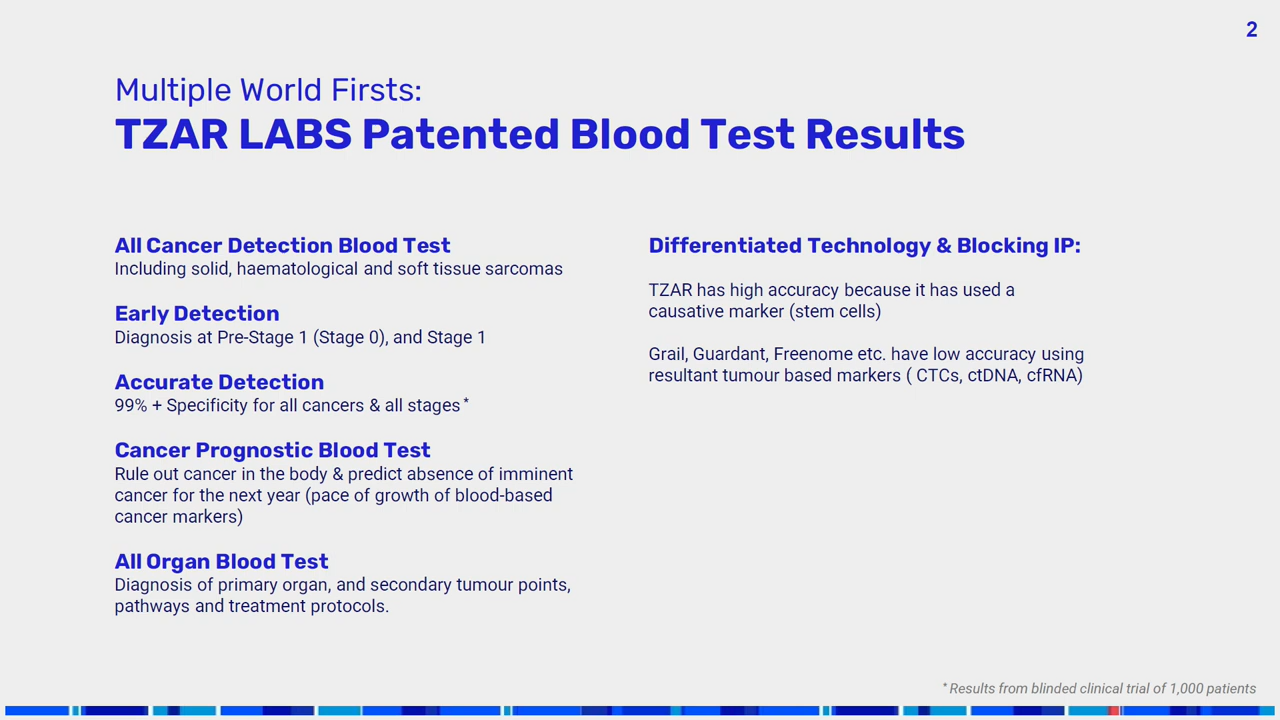 2
Multiple World Firsts:
TZAR LABS Patented Blood Test Results
All Cancer Detection Blood Test
Including solid, haematological and soft tissue sarcomas
Early Detection
Diagnosis at Pre-Stage 1 (Stage 0), and Stage 1
Accurate Detection
99% + Specificity for all cancers & all stages*
Cancer Prognostic Blood Test
Rule out cancer in the body & predict absence of imminent
cancer for the next year (pace of growth of blood-based
cancer markers)
All Organ Blood Test
Diagnosis of primary organ, and secondary tumour points,
pathways and treatment protocols.
Differentiated Technology & Blocking IP:
TZAR has high accuracy because it has used a
causative marker (stem cells)
Grail, Guardant, Freenome etc. have low accuracy using
resultant tumour based markers ( CTCs, ctDNA, cfRNA)
* Results from blinded clinical trial of 1,000 patients